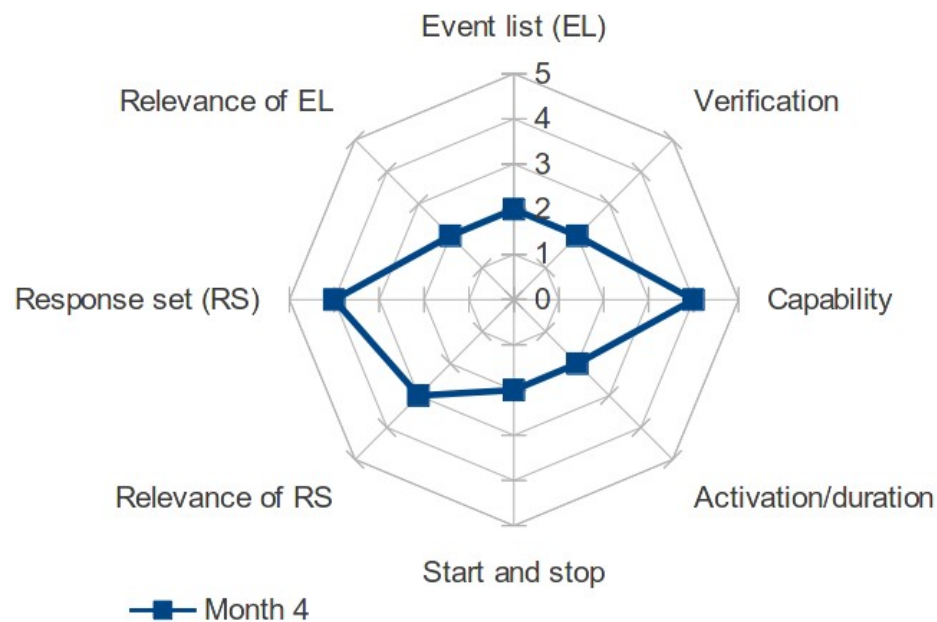 Event list (EL)
Relevance of EL
5
Verification
4
3
2
1
Response set (RS)
0
Capability
Relevance of RS
Activation/duration
Start and stop
Month 4